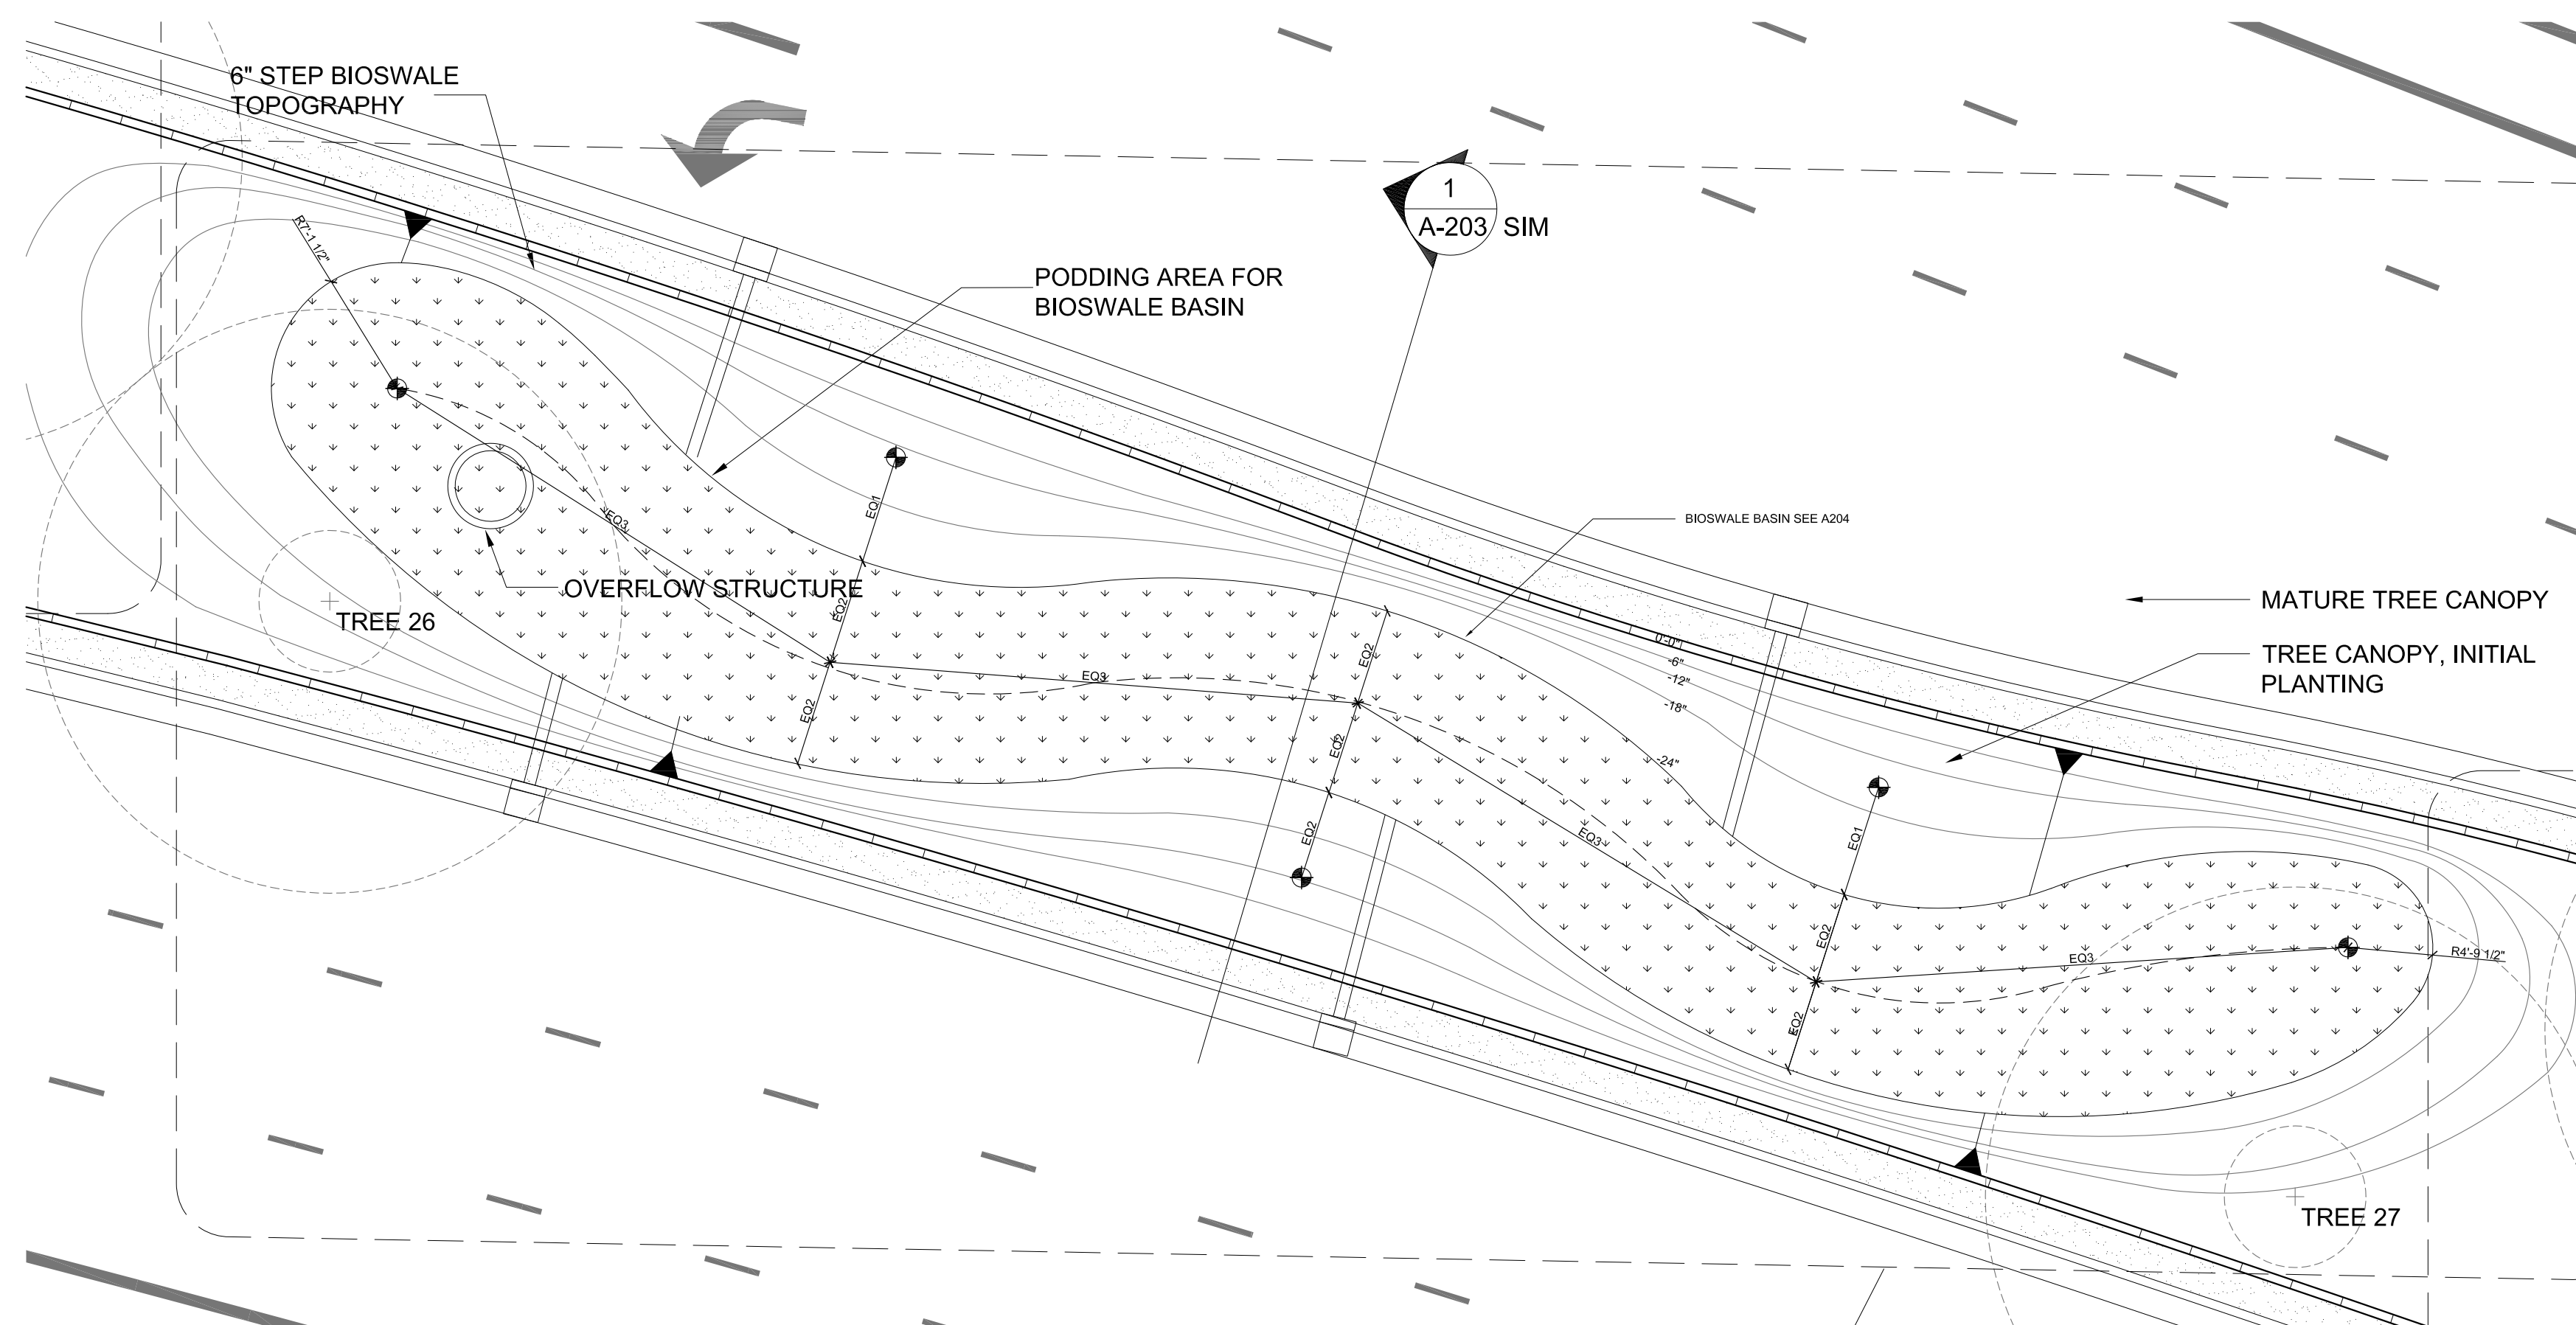 6" STEP BIOSWALE
TOPOGRAPHY
1
A-203 SIM
R7'-1 1/2"
PODDING AREA FOR
BIOSWALE BASIN
EQ1
EQ3
BIOSWALE BASIN SEE A204
OVERFLOW STRUCTURE
EQ2
TREE 26
MATURE TREE CANOPY
0'-0"
-6"
-12"
-18"
-24"
TREE CANOPY, INITIAL
PLANTING
EQ2
EQ3
EQ2
EQ2
EQ2
EQ3
EQ1
EQ2
EQ3
R4'-9 1/2"
EQ2
TREE 27